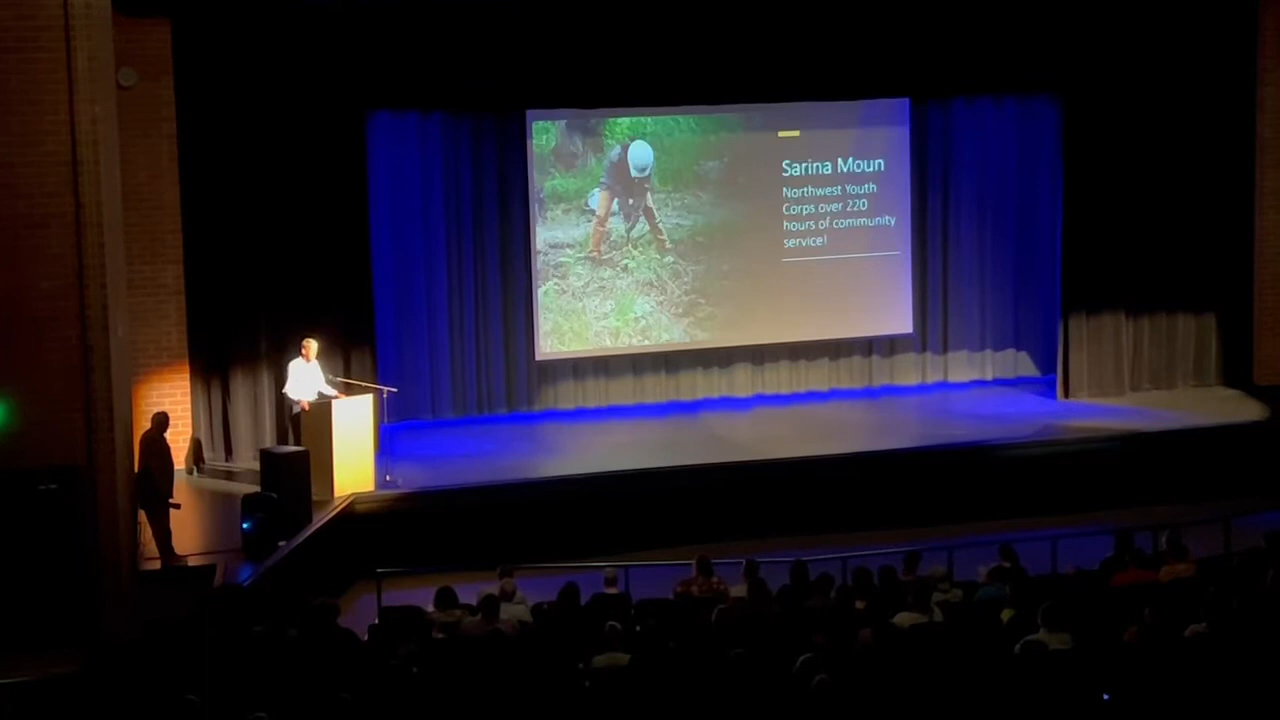 Sarina Moun
Northwest Youth
Corps over 220
hours of community
service!